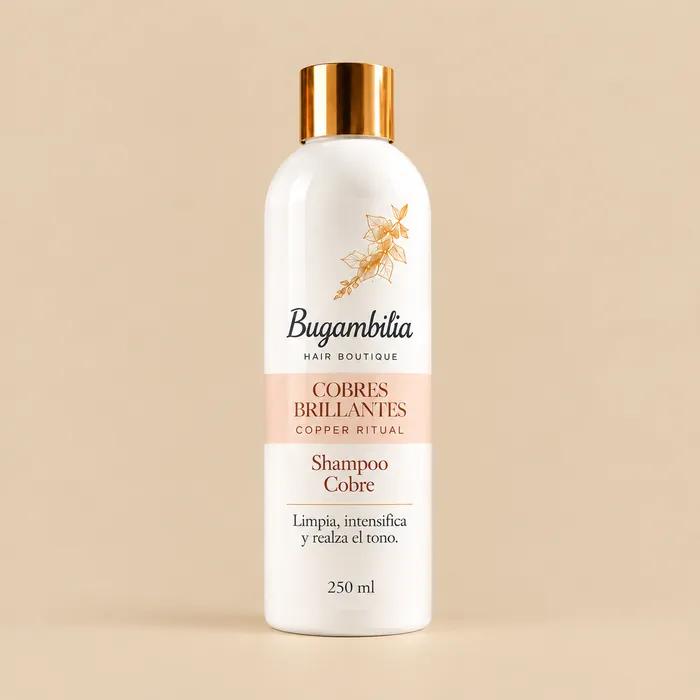 Bugambilia
HAIR BOUTIQUE
COBRES
BRILLANTES
COPPER RITUAL
Shampoo
Cobre
Limpia, intensifica
y realza el tono.
250 ml